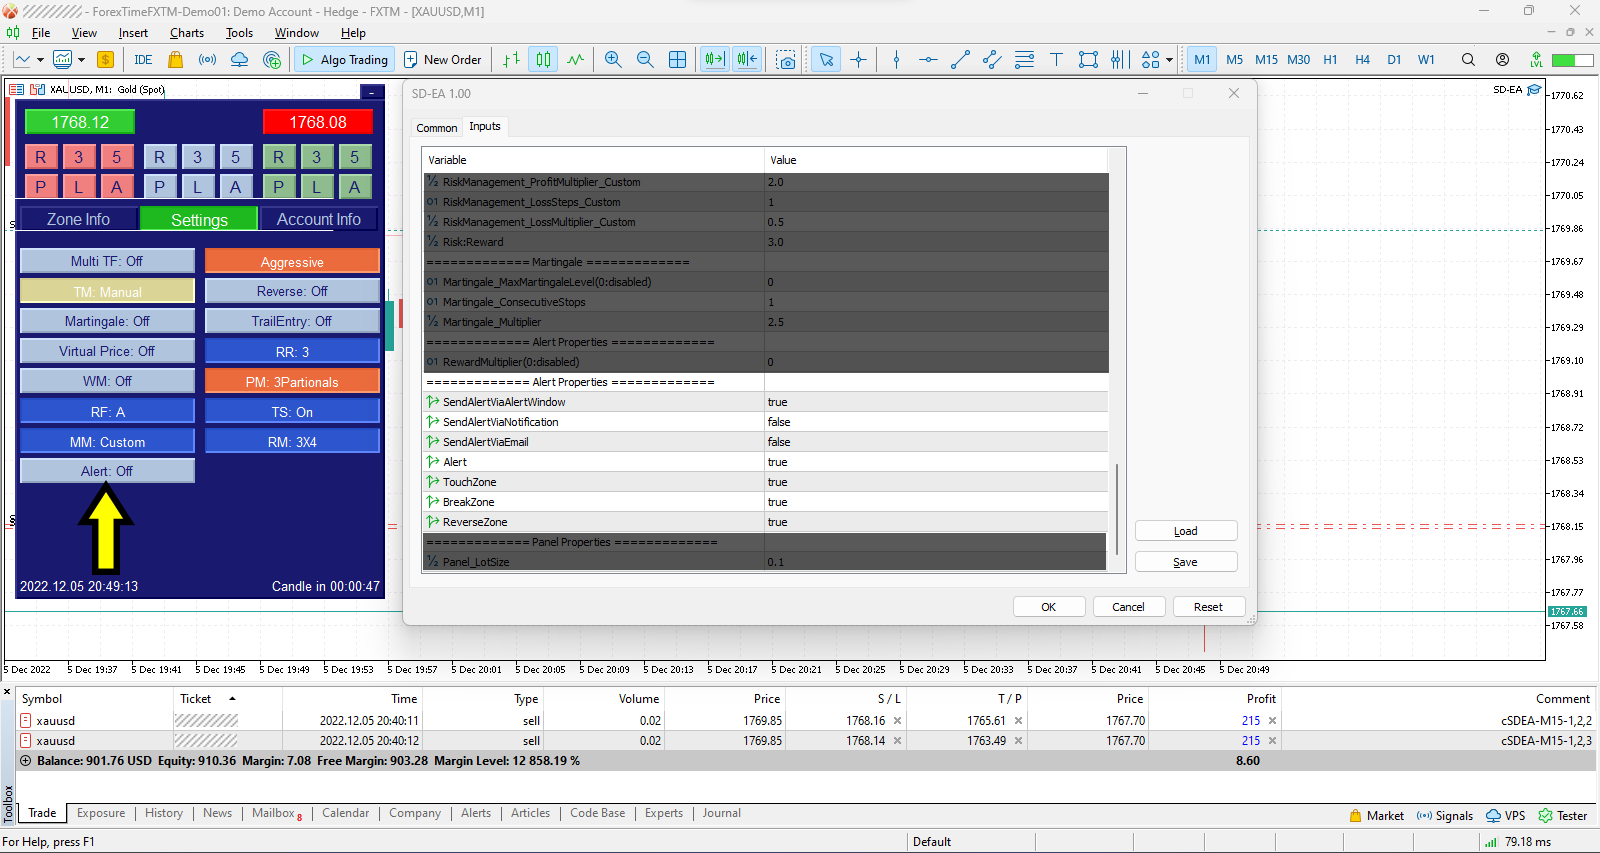 - ForexTimeFXTM-Demo01: Demo Account - Hedge - FXTM - [XAUUSD,M1]
File View Insert Charts Tools Window Help
IDE Algo Trading New Order M1 M5 M15 M30 H1 H4 D1 W1 LVL
XAUUSD, M1: Gold (Spot)
SD-EA
1768.12 1768.08
R 3 5 R 3 5 R 3 5
P L A P L A P L A
Zone Info Settings Account Info
Multi TF: Off Aggressive
TM: Manual Reverse: Off
Martingale: Off TrailEntry: Off
Virtual Price: Off RR: 3
WM: Off PM: 3Partionals
RF: A TS: On
MM: Custom RM: 3X4
Alert: Off
2022.12.05 20:49:13 Candle in 00:00:47
SD-EA 1.00
Common Inputs
Variable Value
RiskManagement_ProfitMultiplier_Custom 2.0
RiskManagement_LossSteps_Custom 1
RiskManagement_LossMultiplier_Custom 0.5
Risk:Reward 3.0
============= Martingale =============
Martingale_MaxMartingaleLevel(0:disabled) 0
Martingale_ConsecutiveStops 1
Martingale_Multiplier 2.5
============= Alert Properties =============
RewardMultiplier(0:disabled) 0
============= Alert Properties =============
SendAlertViaAlertWindow true
SendAlertViaNotification false
SendAlertViaEmail false
Alert true
TouchZone true
BreakZone true
ReverseZone true
============= Panel Properties =============
Panel_LotSize 0.1
Load
Save
OK Cancel Reset
1770.62
1770.43
1770.24
1770.05
1769.86
1769.67
1769.48
1769.29
1769.10
1768.91
1768.72
1768.53
1768.34
1768.15
1767.96
1767.77
1767.66
1767.58
5 Dec 2022 5 Dec 19:37 5 Dec 19:41 5 Dec 19:45 5 Dec 19:49 5 Dec 19:53 5 Dec 19:57 5 Dec 20:01 5 Dec 20:05 5 Dec 20:09 5 Dec 20:13 5 Dec 20:17 5 Dec 20:21 5 Dec 20:25 5 Dec 20:29 5 Dec 20:33 5 Dec 20:37 5 Dec 20:41 5 Dec 20:45 5 Dec 20:49
Symbol Ticket Time Type Volume Price S / L T / P Price Profit Comment
xauusd 2022.12.05 20:40:11 sell 0.02 1769.85 1768.16 1765.61 1767.70 215 cSDEA-M15-1,2,2
xauusd 2022.12.05 20:40:12 sell 0.02 1769.85 1768.14 1763.49 1767.70 215 cSDEA-M15-1,2,3
Balance: 901.76 USD Equity: 910.36 Margin: 7.08 Free Margin: 903.28 Margin Level: 12 858.19 % 8.60
Toolbox
Trade Exposure History News Mailbox 8 Calendar Company Alerts Articles Code Base Experts Journal
Market Signals VPS Tester
For Help, press F1 Default 79.18 ms